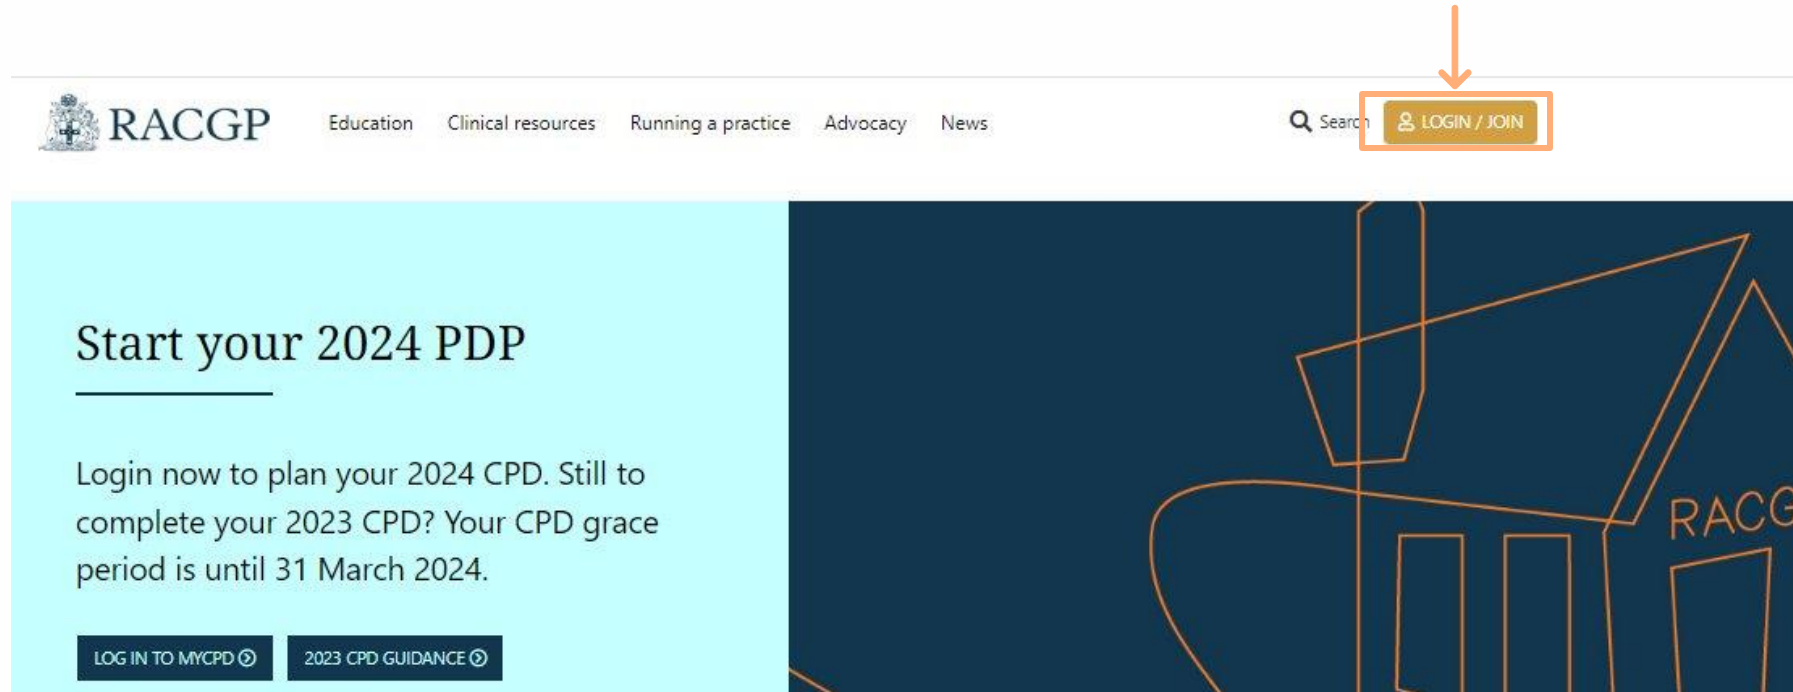 RACGP
Education Clinical resources Running a practice Advocacy News
Search LOGIN / JOIN
Start your 2024 PDP
Login now to plan your 2024 CPD. Still to
complete your 2023 CPD? Your CPD grace
period is until 31 March 2024.
LOG IN TO MYCPD
2023 CPD GUIDANCE
RACG